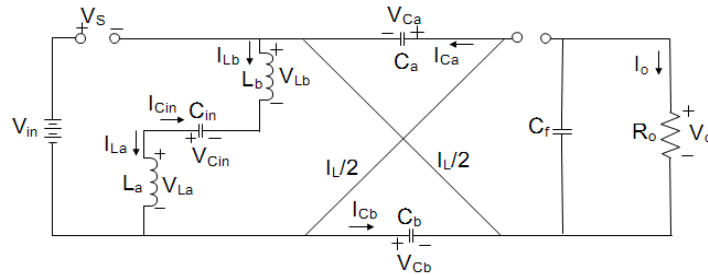 + V_S −
V_Ca
− +
I_Lb
+
I_Ca
C_a
L_b
V_Lb
−
I_o
I_Cin
C_in
V_in
+ −
V_Cin
C_f
R_o
+
V_o
−
I_La
+
L_a
V_La
−
I_L/2
I_L/2
I_Cb
C_b
+ −
V_Cb